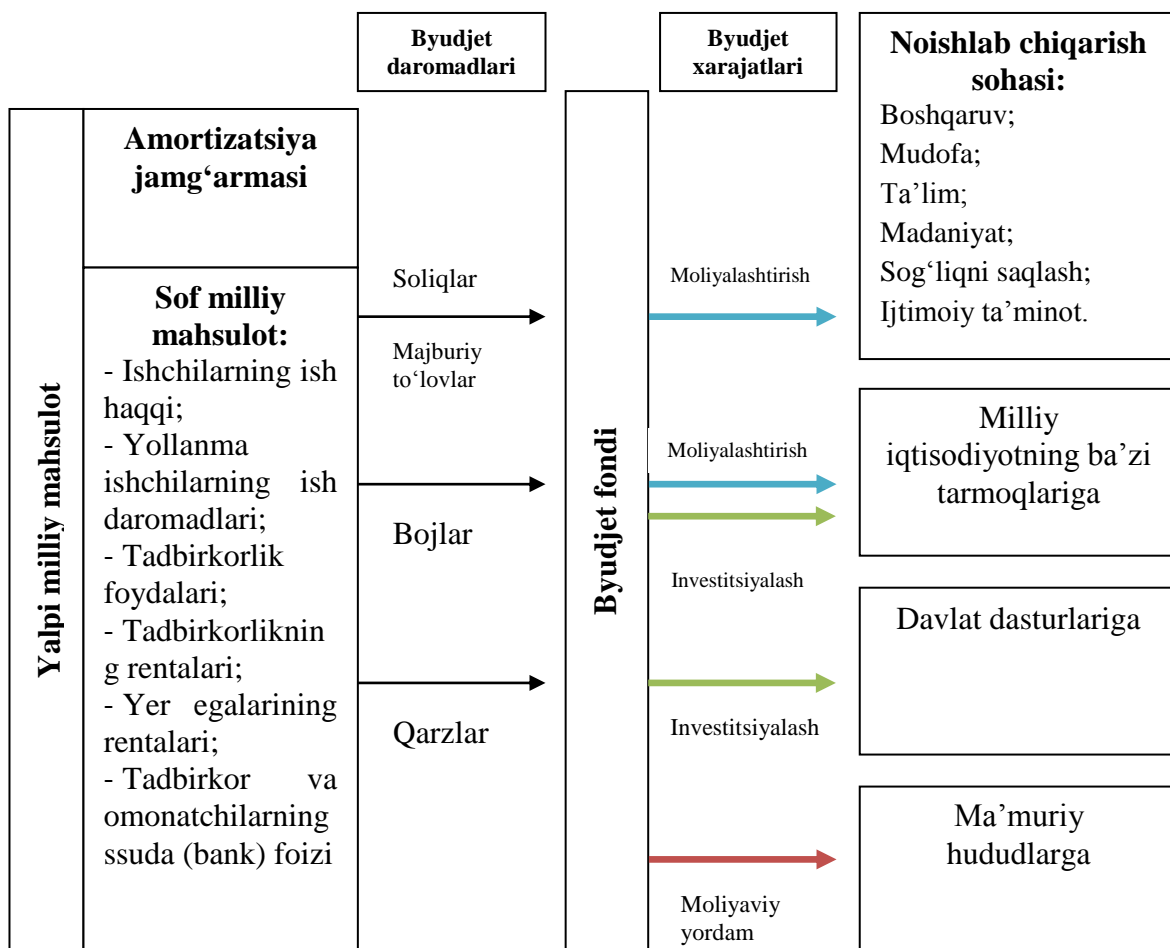 Byudjet
daromadlari
Byudjet
xarajatlari
Noishlab chiqarish
sohasi:
Boshqaruv;
Mudofa;
Ta’lim;
Madaniyat;
Sog‘liqni saqlash;
Ijtimoiy ta’minot.
Yalpi milliy mahsulot
Amortizatsiya
jamg‘armasi
Sof milliy
mahsulot:
- Ishchilarning ish
haqqi;
- Yollanma
ishchilarning ish
daromadlari;
- Tadbirkorlik
foydalari;
- Tadbirkorliknin
g rentalari;
- Yer egalarining
rentalari;
- Tadbirkor va
omonatchilarning
ssuda (bank) foizi
Soliqlar
Majburiy
to‘lovlar
Bojlar
Qarzlar
Byudjet fondi
Moliyalashtirish
Moliyalashtirish
Investitsiyalash
Investitsiyalash
Moliyaviy
yordam
Milliy
iqtisodiyotning ba’zi
tarmoqlariga
Davlat dasturlariga
Ma’muriy
hududlarga